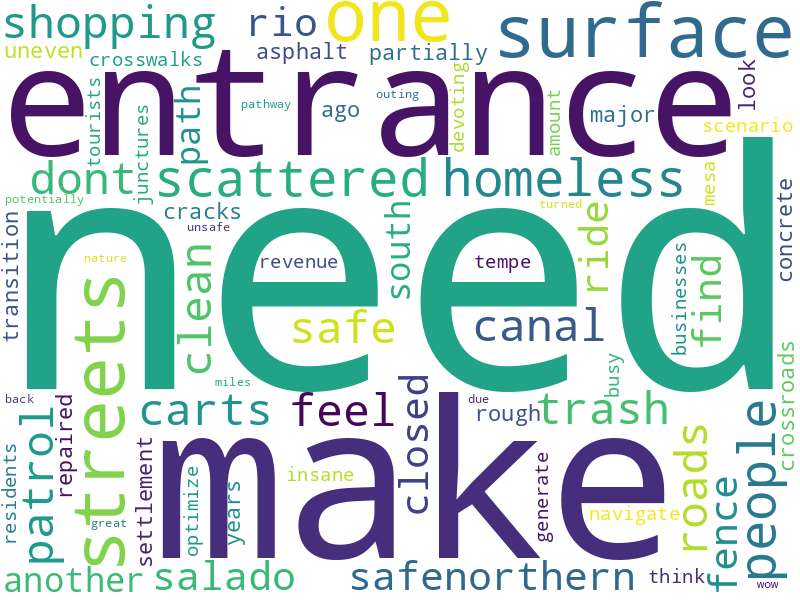 shopping rio one surface
uneven crosswalks asphalt partially
entrance
tourists junctures path pathway ago outing devoting amount major look scenario
dont scattered homeless mesa
potentially cracks unsafe turned
need
transition nature clean revenue south tempe ride businesses find concrete
streets safe canal
miles busy crossroads
back carts feel closed due rough trash
make
residents patrol repaired settlement optimize years insane generate navigate roads fence people
great
another salado safenorthern think wow